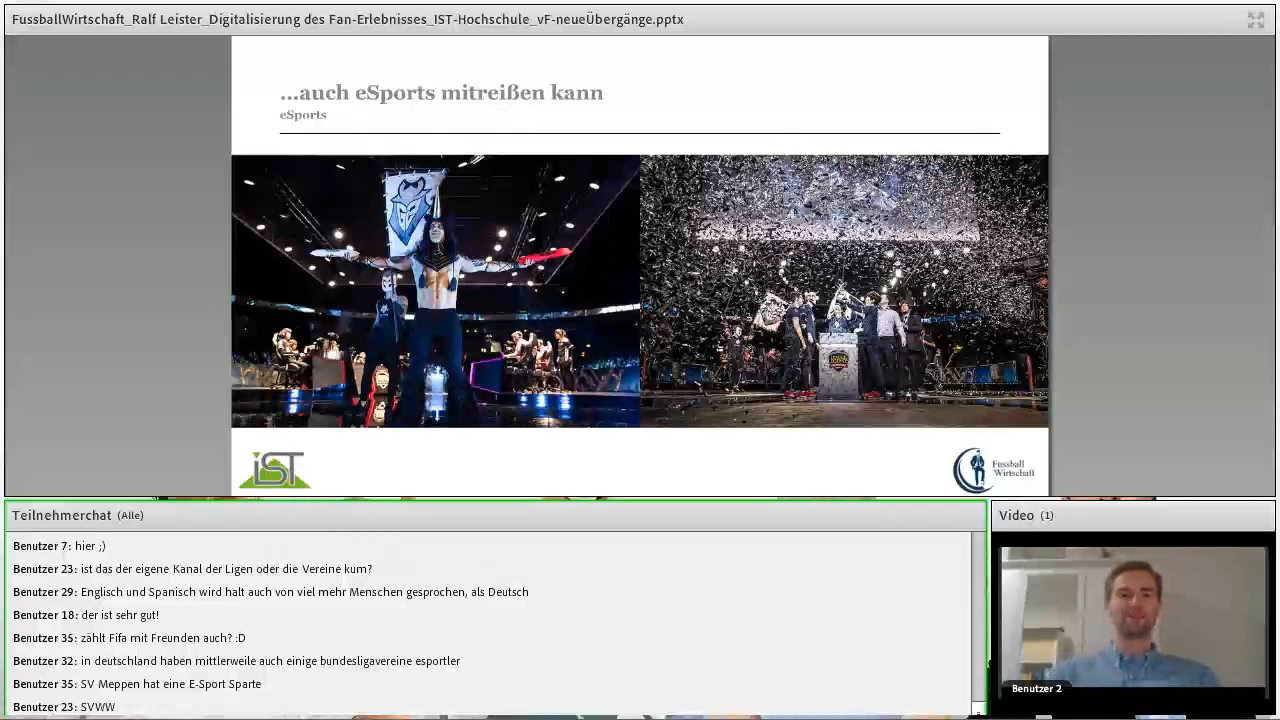 FussballWirtschaft_Ralf Leister_Digitalisierung des Fan-Erlebnisses_IST-Hochschule_vF-neueÜbergänge.pptx
...auch eSports mitreißen kann
eSports
iST
Fussball
Wirtschaft
Teilnehmerchat (Alle)
Benutzer 7: hier ;)
Benutzer 23: ist das der eigene Kanal der Ligen oder die Vereine kum?
Benutzer 29: Englisch und Spanisch wird halt auch von viel mehr Menschen gesprochen, als Deutsch
Benutzer 18: der ist sehr gut!
Benutzer 35: zählt Fifa mit Freunden auch? :D
Benutzer 32: in deutschland haben mittlerweile auch einige bundesligavereine esportler
Benutzer 35: SV Meppen hat eine E-Sport Sparte
Benutzer 23: SVWW
Video (1)
Benutzer 2